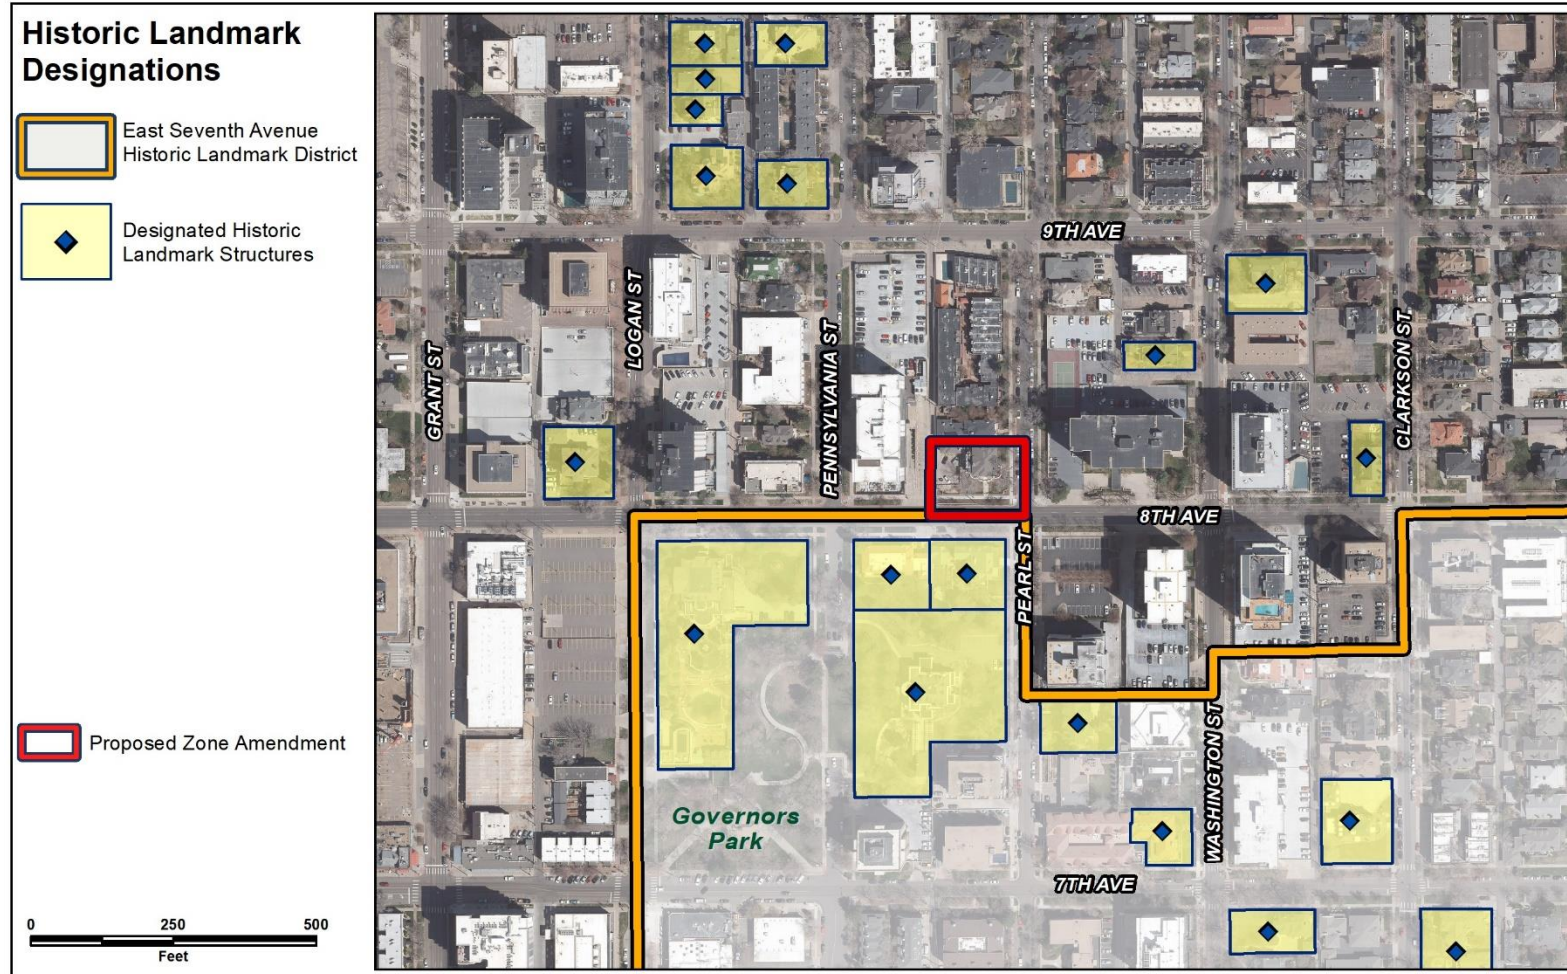 Historic Landmark
Designations
East Seventh Avenue
Historic Landmark District
Designated Historic
Landmark Structures
Proposed Zone Amendment
0 250 500
Feet
9TH AVE
GRANT ST
LOGAN ST
PENNSYLVANIA ST
CLARKSON ST
8TH AVE
PEARL ST
WASHINGTON ST
Governors
Park
7TH AVE